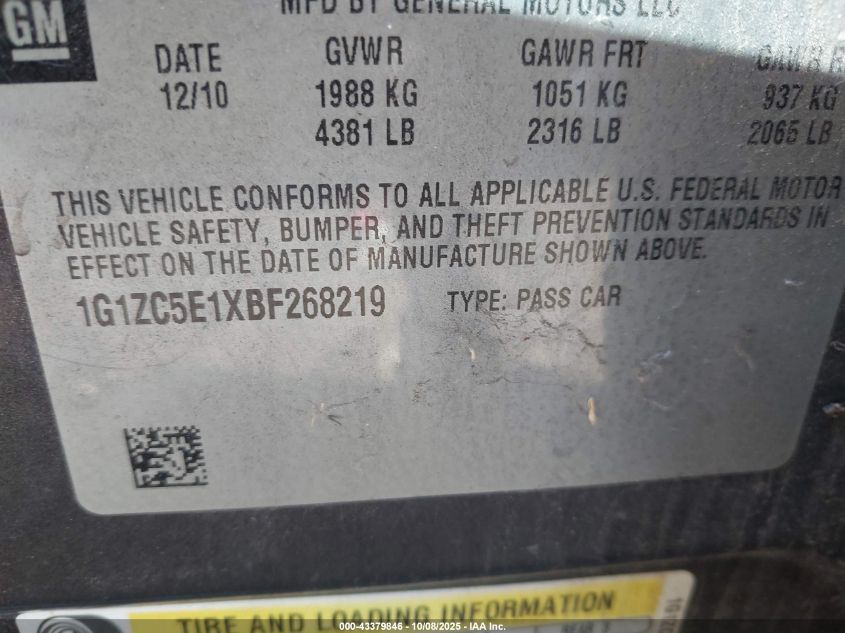 GM
MFD BY GENERAL MOTORS LLC
DATE GVWR GAWR FRT GAWR
12/10 1988 KG 1051 KG 937 KG
4381 LB 2316 LB 2065 LB
THIS VEHICLE CONFORMS TO ALL APPLICABLE U.S. FEDERAL MOTOR
VEHICLE SAFETY, BUMPER, AND THEFT PREVENTION STANDARDS IN
EFFECT ON THE DATE OF MANUFACTURE SHOWN ABOVE.
1G1ZC5E1XBF268219 TYPE: PASS CAR
TIRE AND LOADING INFORMATION
000-43379846 - 10/08/2025 - IAA HQ